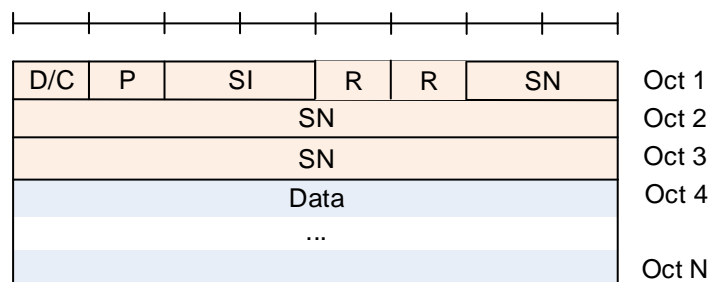 D/C P SI R R SN Oct 1
SN Oct 2
SN Oct 3
Data Oct 4
...
Oct N